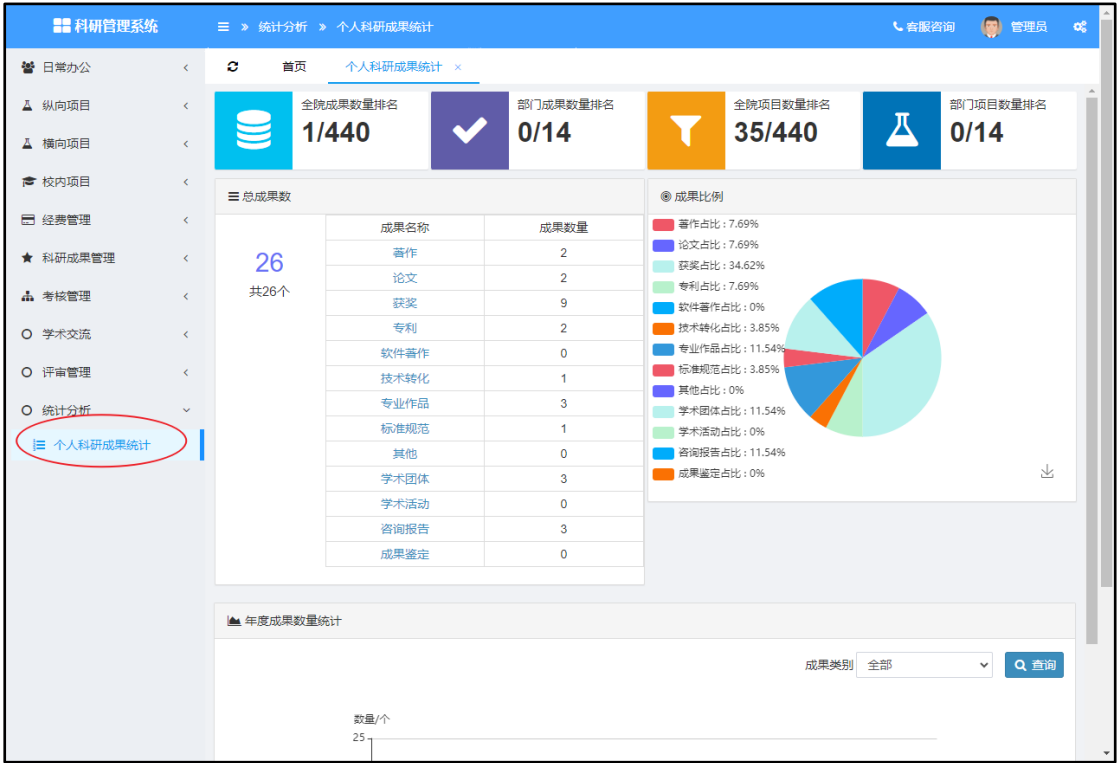 科研管理系统
统计分析 » 个人科研成果统计
客服咨询
管理员
日常办公
纵向项目
横向项目
校内项目
经费管理
科研成果管理
考核管理
学术交流
评审管理
统计分析
个人科研成果统计
首页
个人科研成果统计 ×
全院成果数量排名
1/440
部门成果数量排名
0/14
全院项目数量排名
35/440
部门项目数量排名
0/14
总成果数
26
共26个
成果名称 成果数量
著作 2
论文 2
获奖 9
专利 2
软件著作 0
技术转化 1
专业作品 3
标准规范 1
其他 0
学术团体 3
学术活动 0
咨询报告 3
成果鉴定 0
成果比例
著作占比 : 7.69%
论文占比 : 7.69%
获奖占比 : 34.62%
专利占比 : 7.69%
软件著作占比 : 0%
技术转化占比 : 3.85%
专业作品占比 : 11.54%
标准规范占比 : 3.85%
其他占比 : 0%
学术团体占比 : 11.54%
学术活动占比 : 0%
咨询报告占比 : 11.54%
成果鉴定占比 : 0%
年度成果数量统计
成果类别 全部 查询
数量/个
25